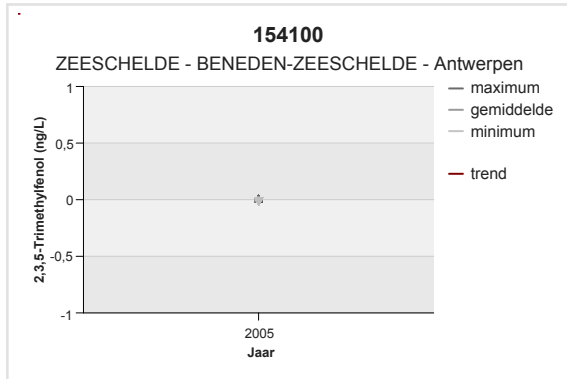 154100
ZEESCHELDE - BENEDEN-ZEESCHELDE - Antwerpen
2,3,5-Trimethylfenol (ng/L)
1
0,5
0
-0,5
-1
2005
Jaar
maximum
gemiddelde
minimum
trend